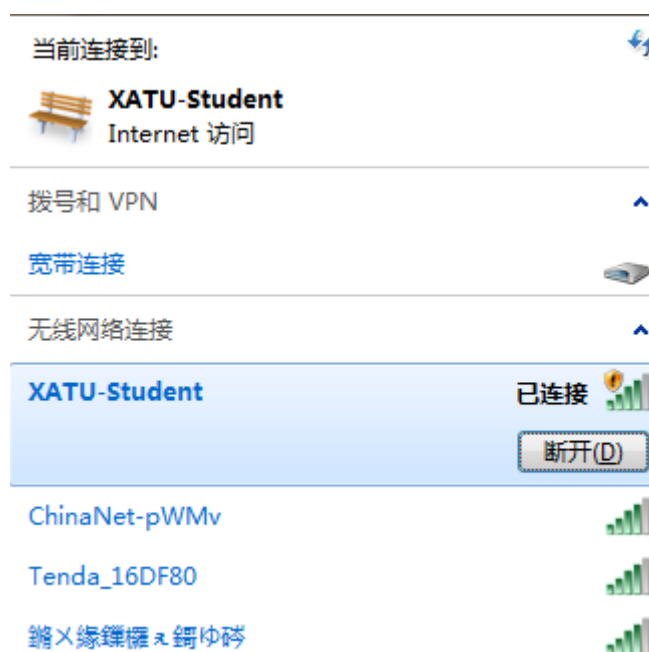 当前连接到:
XATU-Student
Internet 访问
拨号和 VPN
宽带连接
无线网络连接
XATU-Student 已连接
断开(D)
ChinaNet-pWMv
Tenda_16DF80